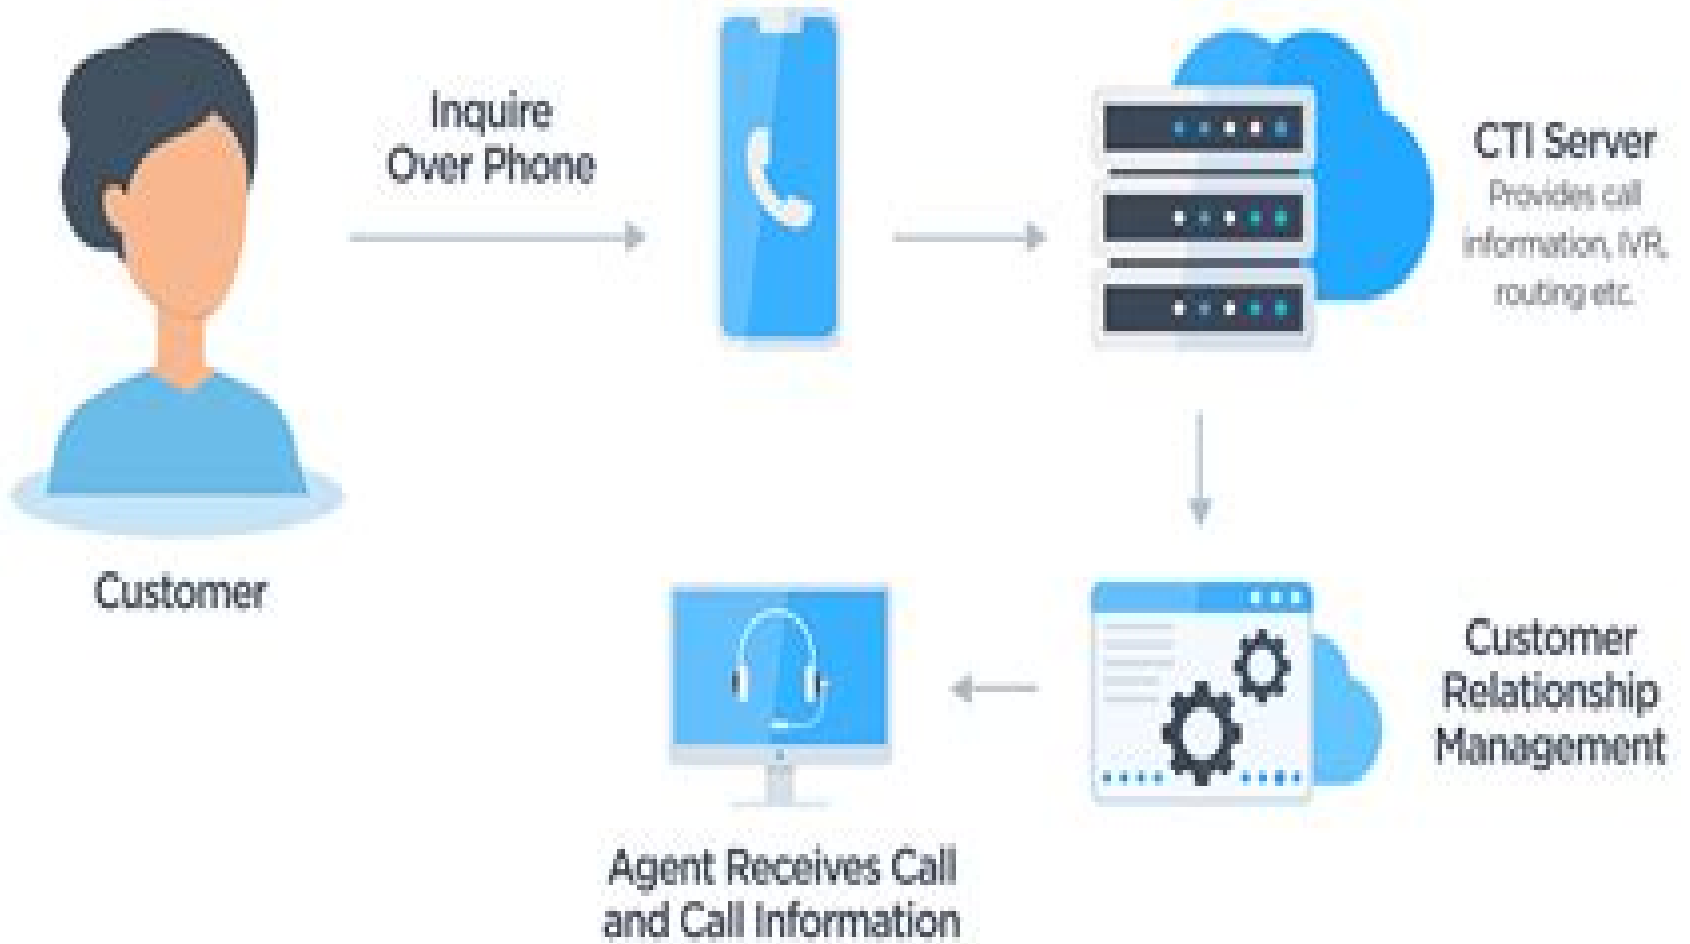 Inquire
Over Phone
CTI Server
Provides call
information, IVR,
routing etc.
Customer
Customer
Relationship
Management
Agent Receives Call
and Call Information